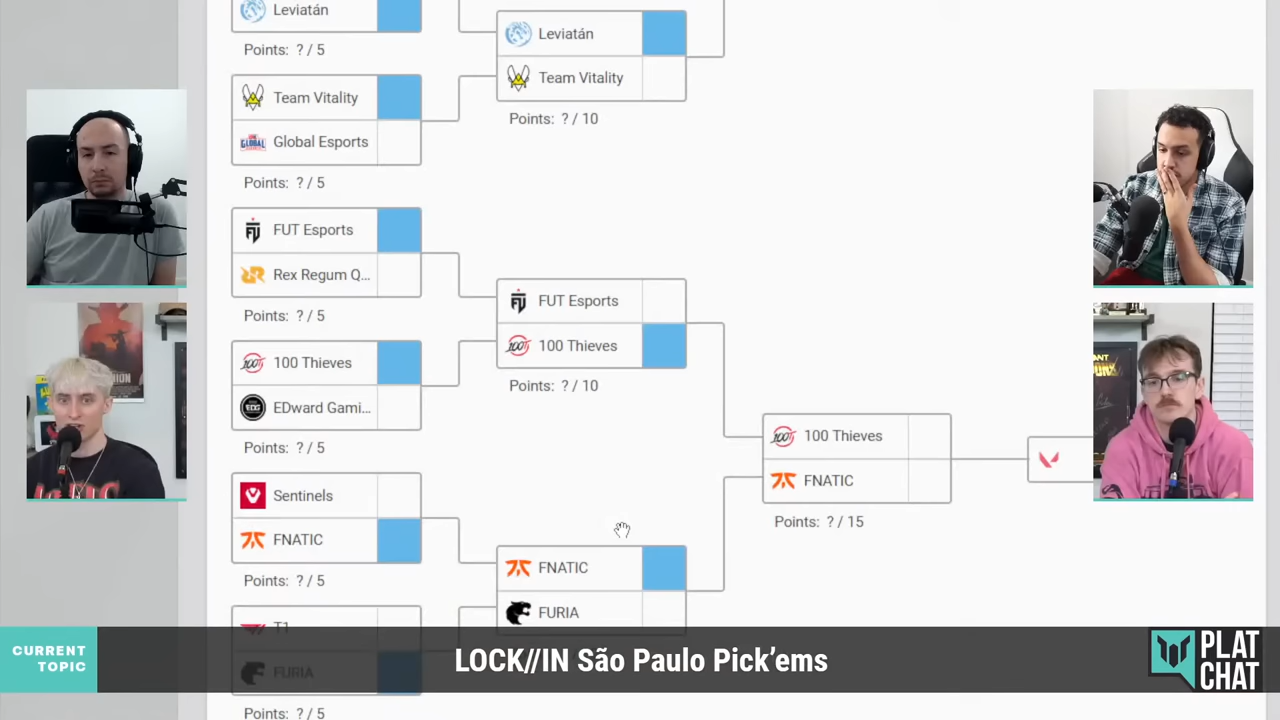 Leviatán
Points: ? / 5
Team Vitality
Global Esports
Points: ? / 5
FUT Esports
Rex Regum Q...
Points: ? / 5
100 Thieves
EDward Gami...
Points: ? / 5
Sentinels
FNATIC
Points: ? / 5
T1
FURIA
Points: ? / 5
Leviatán
Team Vitality
Points: ? / 10
FUT Esports
100 Thieves
Points: ? / 10
FNATIC
FURIA
100 Thieves
FNATIC
Points: ? / 15
CURRENT
TOPIC
LOCK//IN São Paulo Pick’ems
PLAT
CHAT